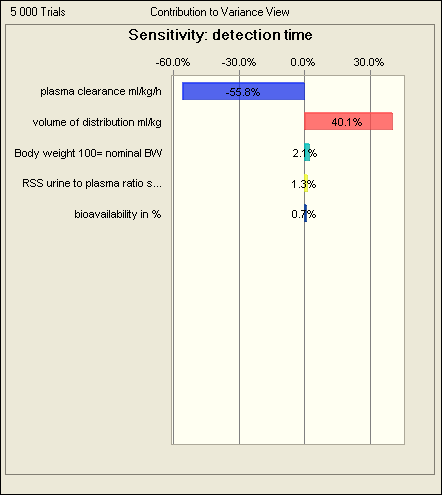 5 000 Trials Contribution to Variance View
Sensitivity: detection time
-60.0% -30.0% 0.0% 30.0%
plasma clearance ml/kg/h -55.8%
volume of distribution ml/kg 40.1%
Body weight 100= nominal BW 2.1%
RSS urine to plasma ratio s... 1.3%
bioavailability in % 0.7%